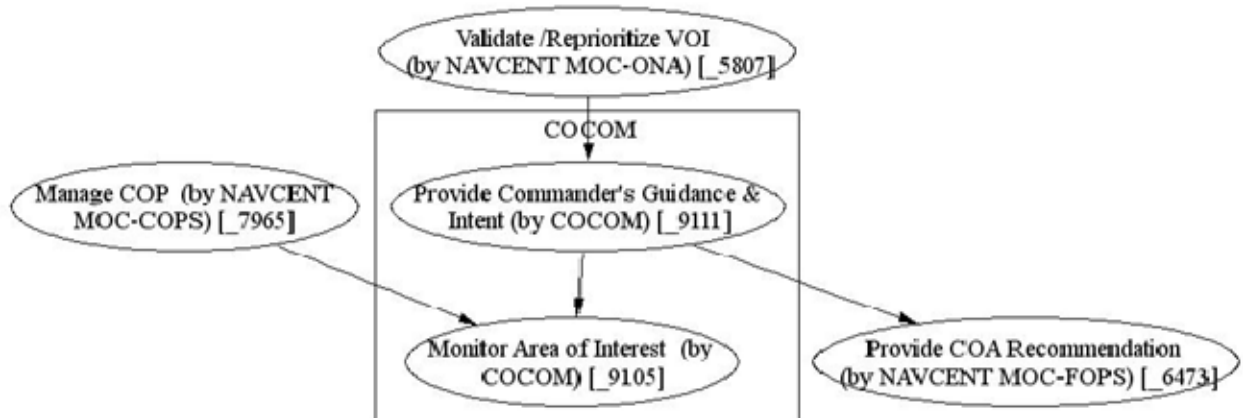 Validate /Reprioritize VOI
(by NAVCENT MOC-ONA) [_5807]
COCOM
Manage COP (by NAVCENT
MOC-COPS) [_7965]
Provide Commander's Guidance &
Intent (by COCOM) [_9111]
Monitor Area of Interest (by
COCOM) [_9105]
Provide COA Recommendation
(by NAVCENT MOC-FOPS) [_6473]